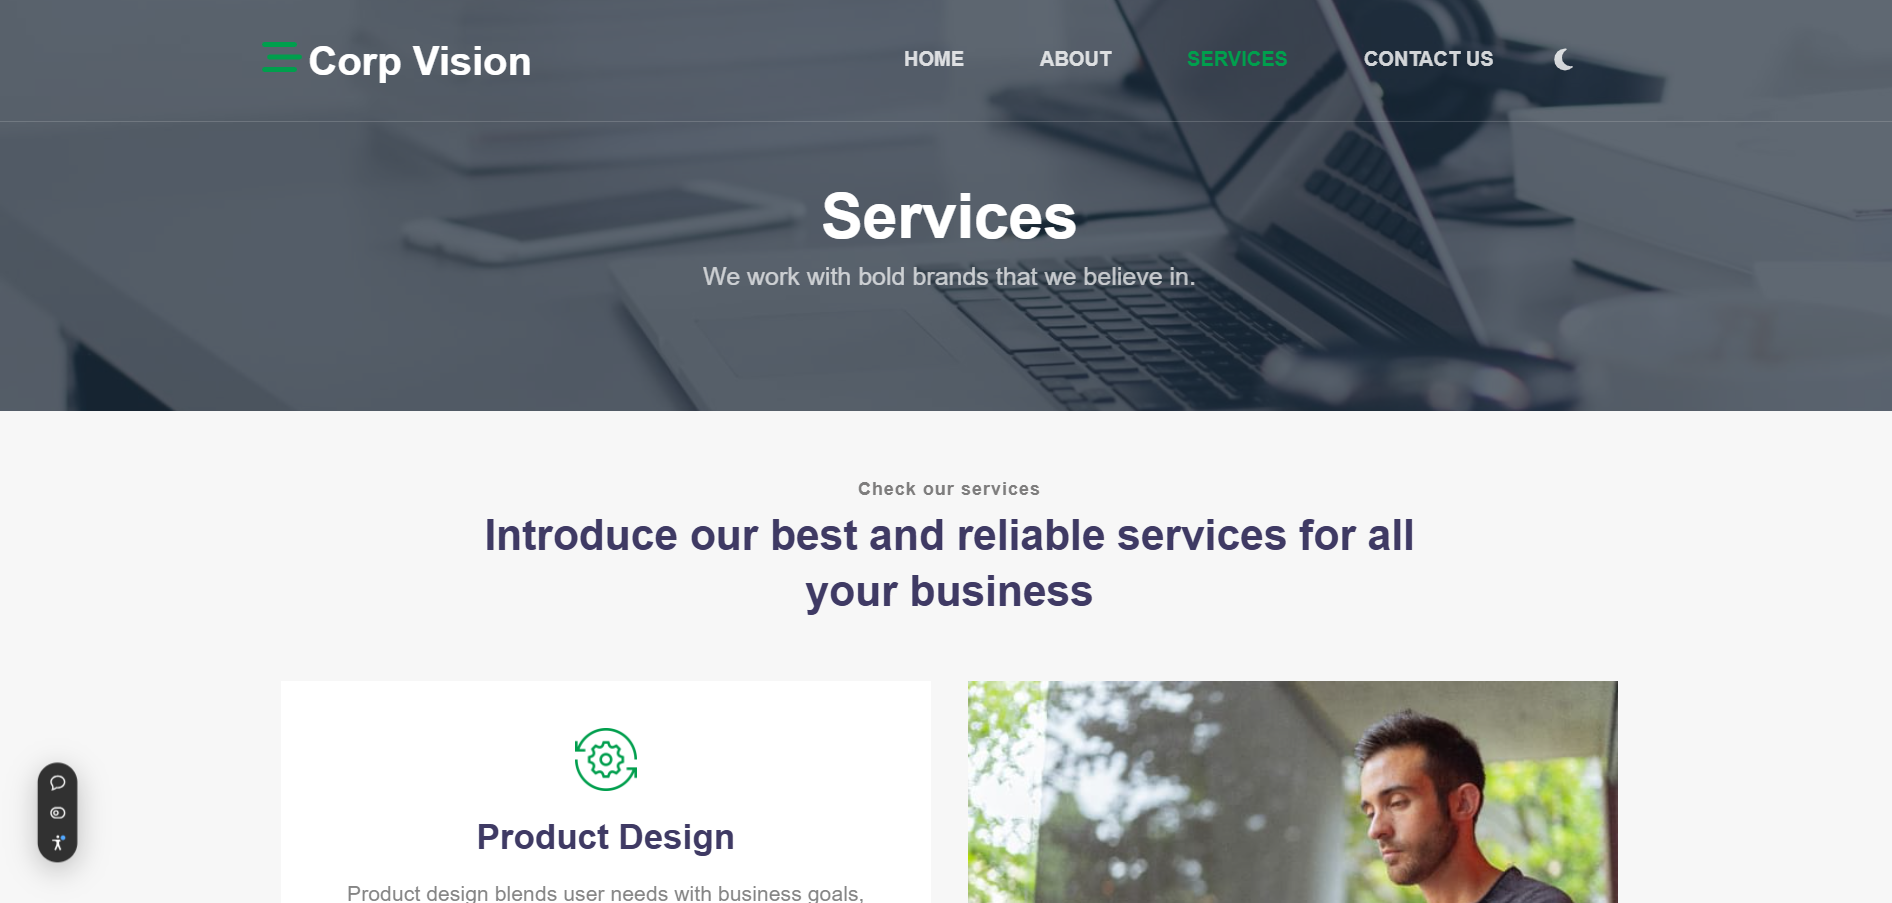 Corp Vision
HOME ABOUT SERVICES CONTACT US
Services
We work with bold brands that we believe in.
Check our services
Introduce our best and reliable services for all
your business
Product Design
Product design blends user needs with business goals,